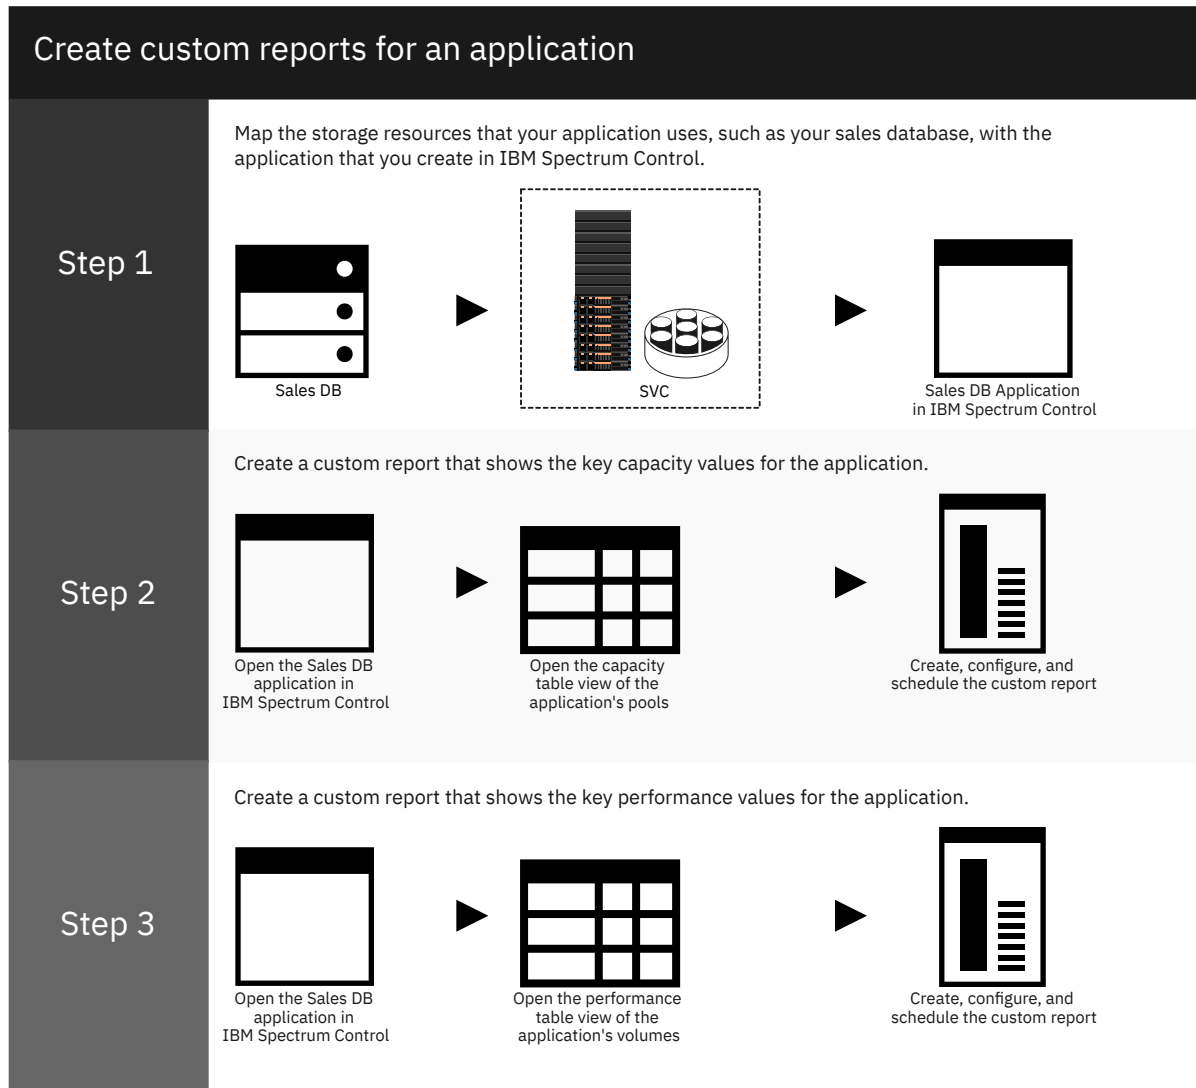 Create custom reports for an application
Step 1
Map the storage resources that your application uses, such as your sales database, with the
application that you create in IBM Spectrum Control.
Sales DB
SVC
Sales DB Application
in IBM Spectrum Control
Step 2
Create a custom report that shows the key capacity values for the application.
Open the Sales DB
application in
IBM Spectrum Control
Open the capacity
table view of the
application's pools
Create, configure, and
schedule the custom report
Step 3
Create a custom report that shows the key performance values for the application.
Open the Sales DB
application in
IBM Spectrum Control
Open the performance
table view of the
application's volumes
Create, configure, and
schedule the custom report